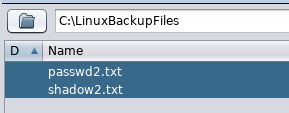 C:\LinuxBackupFiles
D Name
passwd2.txt
shadow2.txt